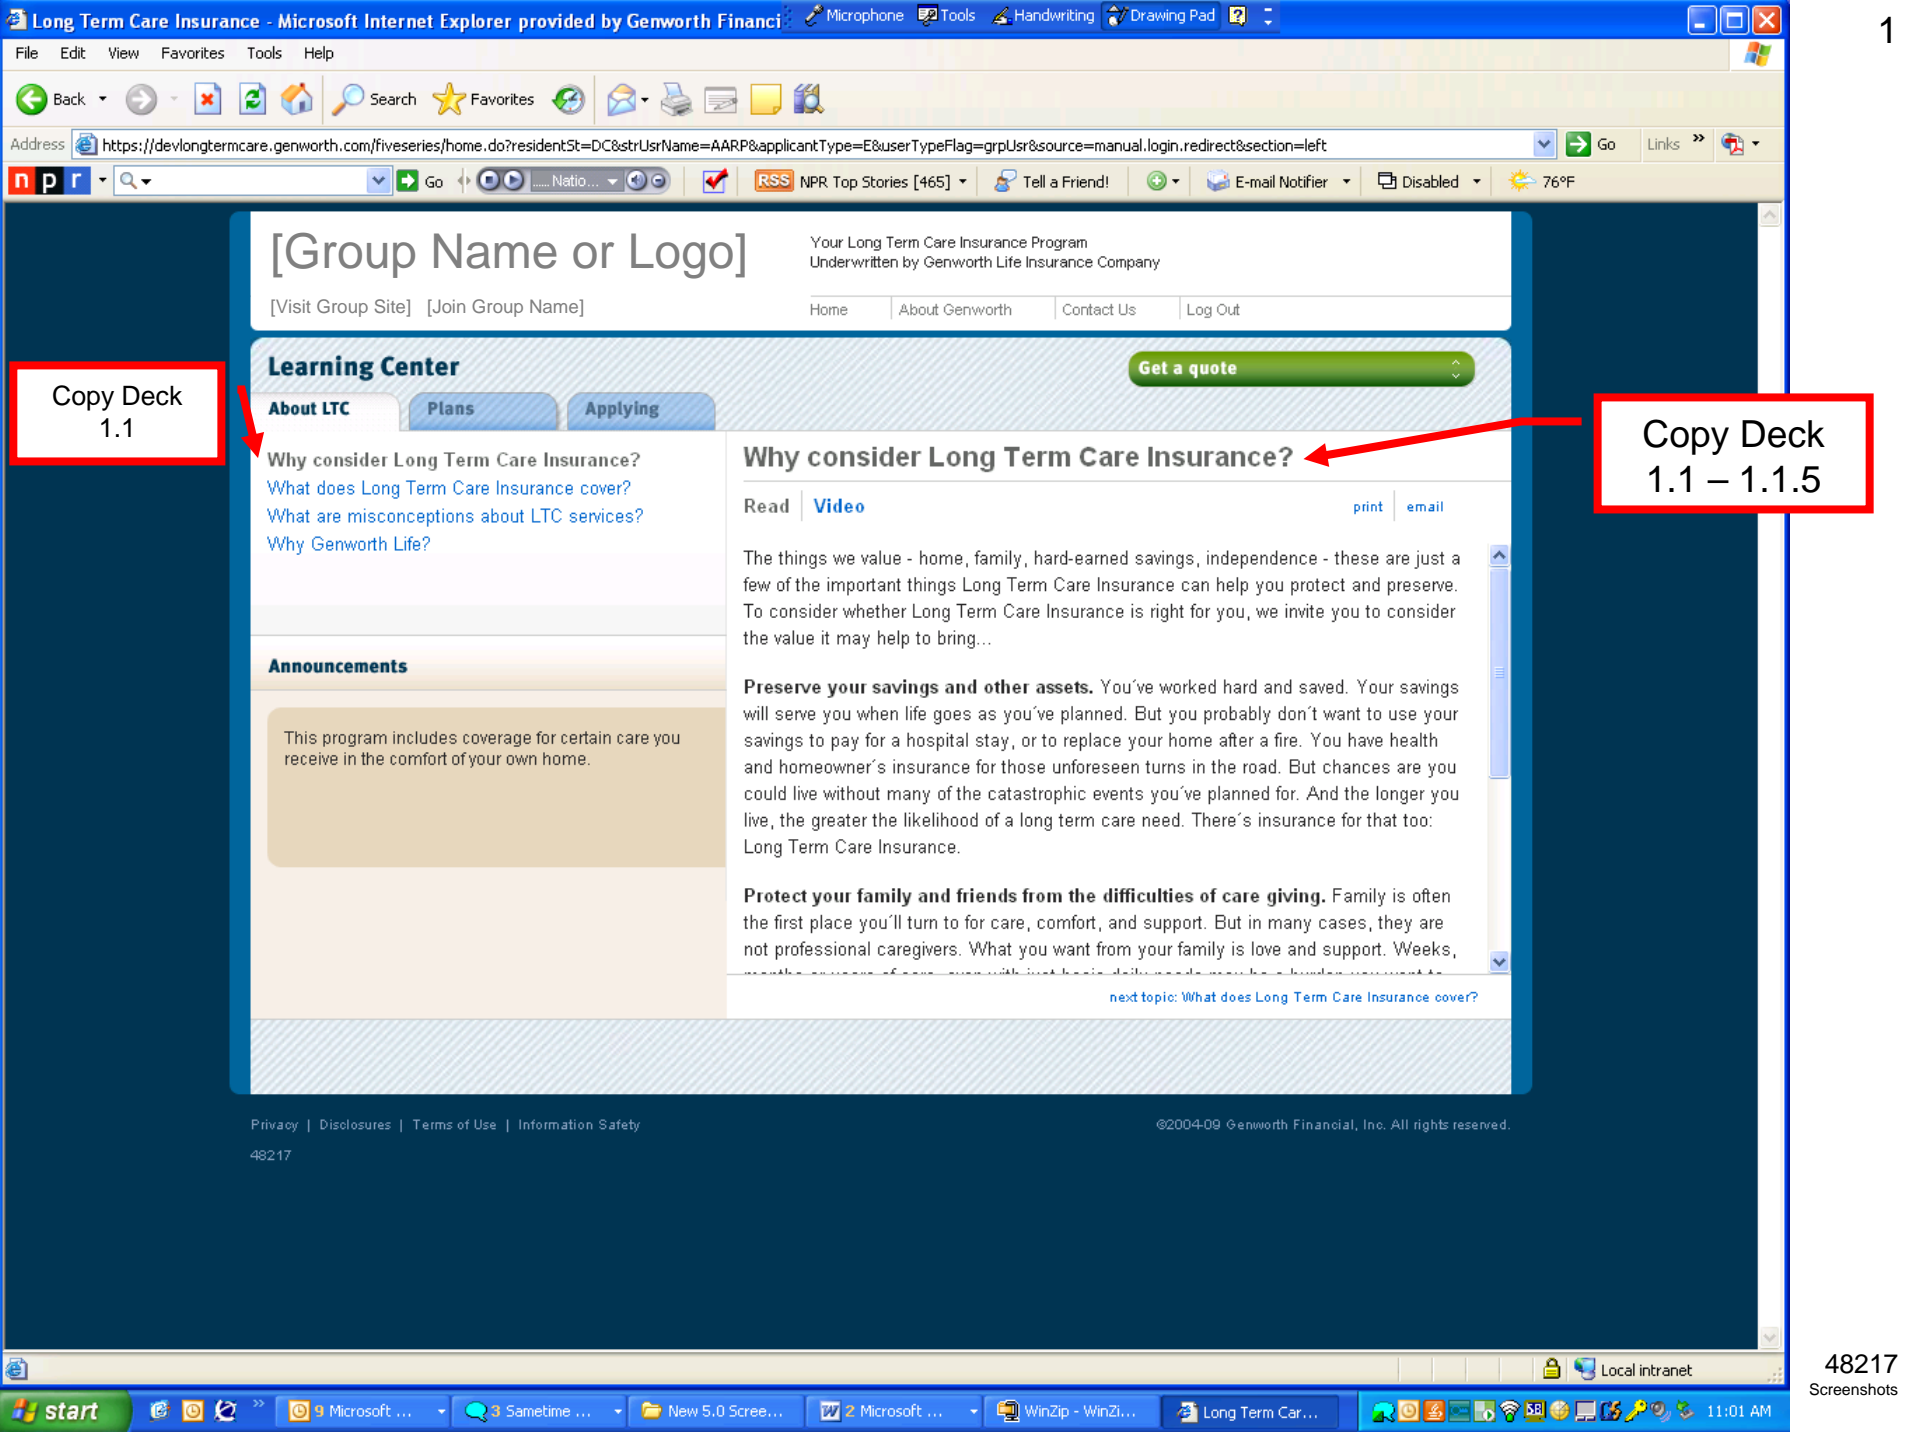 Long Term Care Insurance - Microsoft Internet Explorer provided by Genworth Financi
Microphone Tools Handwriting Drawing Pad
1
File Edit View Favorites Tools Help
Back Search Favorites
Address https://devlongtermcare.genworth.com/fiveseries/home.do?residentSt=DC&strUsrName=AARP&applicantType=E&userTypeFlag=grpUsr&source=manual.login.redirect&section=left Go Links »
n p r Go ..... Natio... RSS NPR Top Stories [465] Tell a Friend! E-mail Notifier Disabled 76°F
[Group Name or Logo]
Your Long Term Care Insurance Program
Underwritten by Genworth Life Insurance Company
[Visit Group Site] [Join Group Name]
Home About Genworth Contact Us Log Out
Learning Center
Get a quote
About LTC Plans Applying
Copy Deck
1.1
Copy Deck
1.1 – 1.1.5
Why consider Long Term Care Insurance?
What does Long Term Care Insurance cover?
What are misconceptions about LTC services?
Why Genworth Life?
Announcements
This program includes coverage for certain care you
receive in the comfort of your own home.
Why consider Long Term Care Insurance?
Read Video print email
The things we value - home, family, hard-earned savings, independence - these are just a
few of the important things Long Term Care Insurance can help you protect and preserve.
To consider whether Long Term Care Insurance is right for you, we invite you to consider
the value it may help to bring...
Preserve your savings and other assets. You´ve worked hard and saved. Your savings
will serve you when life goes as you´ve planned. But you probably don´t want to use your
savings to pay for a hospital stay, or to replace your home after a fire. You have health
and homeowner´s insurance for those unforeseen turns in the road. But chances are you
could live without many of the catastrophic events you´ve planned for. And the longer you
live, the greater the likelihood of a long term care need. There´s insurance for that too:
Long Term Care Insurance.
Protect your family and friends from the difficulties of care giving. Family is often
the first place you´ll turn to for care, comfort, and support. But in many cases, they are
not professional caregivers. What you want from your family is love and support. Weeks,
next topic: What does Long Term Care Insurance cover?
Privacy | Disclosures | Terms of Use | Information Safety
©2004-09 Genworth Financial, Inc. All rights reserved.
48217
Local intranet
48217
Screenshots
start » 9 Microsoft ... 3 Sametime ... New 5.0 Scree... 2 Microsoft ... WinZip - WinZi... Long Term Car... 11:01 AM